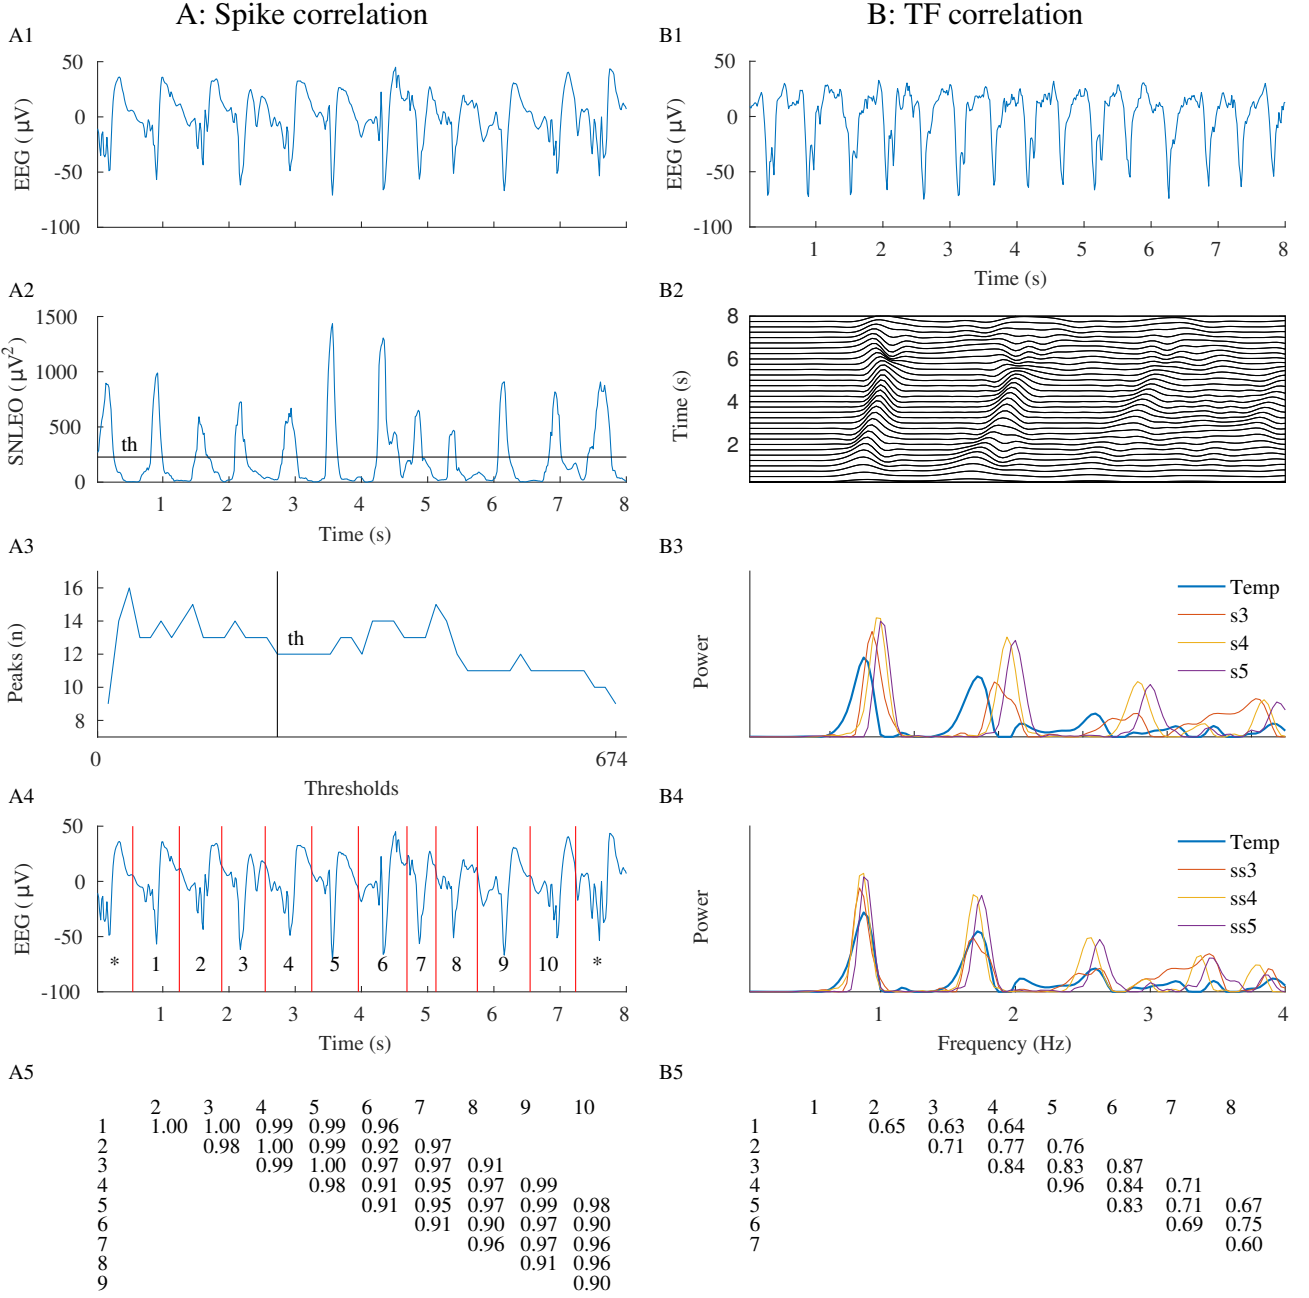 A: Spike correlation
A1
50
0
-50
-100
EEG (µV)
A2
1500
1000
500
0
SNLEO (µV²)
th
1 2 3 4 5 6 7 8
Time (s)
A3
16
14
12
10
8
Peaks (n)
th
0 674
Thresholds
A4
50
0
-50
-100
EEG (µV)
* 1 2 3 4 5 6 7 8 9 10 *
1 2 3 4 5 6 7 8
Time (s)
A5
2 3 4 5 6 7 8 9 10
1 1.00 1.00 0.99 0.99 0.96
2 0.98 1.00 0.99 0.92 0.97
3 0.99 1.00 0.97 0.97 0.91
4 0.98 0.91 0.95 0.97 0.99
5 0.91 0.95 0.97 0.99 0.98
6 0.91 0.90 0.97 0.90
7 0.96 0.97 0.96
8 0.91 0.96
9 0.90
B: TF correlation
B1
50
0
-50
-100
EEG (µV)
1 2 3 4 5 6 7 8
Time (s)
B2
8
6
4
2
Time (s)
B3
Power
Temp
s3
s4
s5
B4
Power
Temp
ss3
ss4
ss5
1 2 3 4
Frequency (Hz)
B5
1 2 3 4 5 6 7 8
1 0.65 0.63 0.64
2 0.71 0.77 0.76
3 0.84 0.83 0.87
4 0.96 0.84 0.71
5 0.83 0.71 0.67
6 0.69 0.75
7 0.60